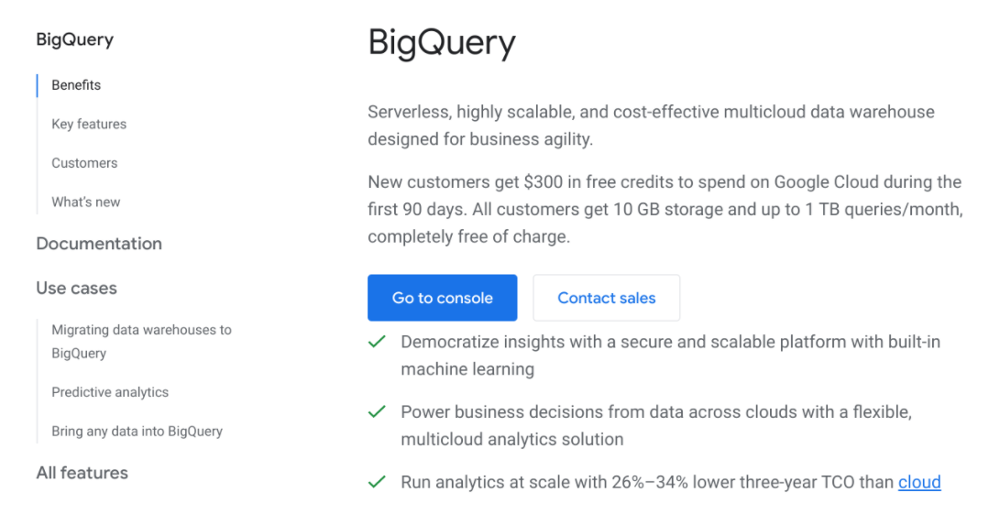 BigQuery
Benefits
Key features
Customers
What's new
Documentation
Use cases
Migrating data warehouses to
BigQuery
Predictive analytics
Bring any data into BigQuery
All features
BigQuery
Serverless, highly scalable, and cost-effective multicloud data warehouse
designed for business agility.
New customers get $300 in free credits to spend on Google Cloud during the
first 90 days. All customers get 10 GB storage and up to 1 TB queries/month,
completely free of charge.
Go to console
Contact sales
Democratize insights with a secure and scalable platform with built-in
machine learning
Power business decisions from data across clouds with a flexible,
multicloud analytics solution
Run analytics at scale with 26%–34% lower three-year TCO than cloud